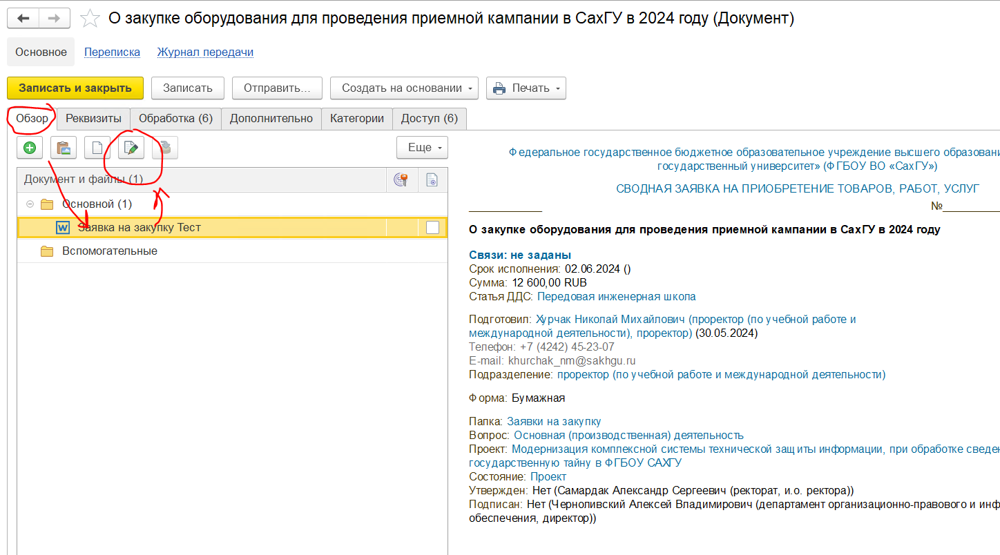 О закупке оборудования для проведения приемной кампании в СахГУ в 2024 году (Документ)
Основное Переписка Журнал передачи
Записать и закрыть Записать Отправить... Создать на основании Печать
Обзор Реквизиты Обработка (6) Дополнительно Категории Доступ (6)
Еще
Документ и файлы (1)
Основной (1)
Заявка на закупку Тест
Вспомогательные
Федеральное государственное бюджетное образовательное учреждение высшего образовани
государственный университет» (ФГБОУ ВО «СахГУ»)
СВОДНАЯ ЗАЯВКА НА ПРИОБРЕТЕНИЕ ТОВАРОВ, РАБОТ, УСЛУГ
____________ №__________
О закупке оборудования для проведения приемной кампании в СахГУ в 2024 году
Связи: не заданы
Срок исполнения: 02.06.2024 ()
Сумма: 12 600,00 RUB
Статья ДДС: Передовая инженерная школа
Подготовил: Хурчак Николай Михайлович (проректор (по учебной работе и
международной деятельности), проректор) (30.05.2024)
Телефон: +7 (4242) 45-23-07
E-mail: khurchak_nm@sakhgu.ru
Подразделение: проректор (по учебной работе и международной деятельности)
Форма: Бумажная
Папка: Заявки на закупку
Вопрос: Основная (производственная) деятельность
Проект: Модернизация комплексной системы технической защиты информации, при обработке сведен
государственную тайну в ФГБОУ САХГУ
Состояние: Проект
Утвержден: Нет (Самардак Александр Сергеевич (ректорат, и.о. ректора))
Подписан: Нет (Черноливский Алексей Владимирович (департамент организационно-правового и инф
обеспечения, директор))